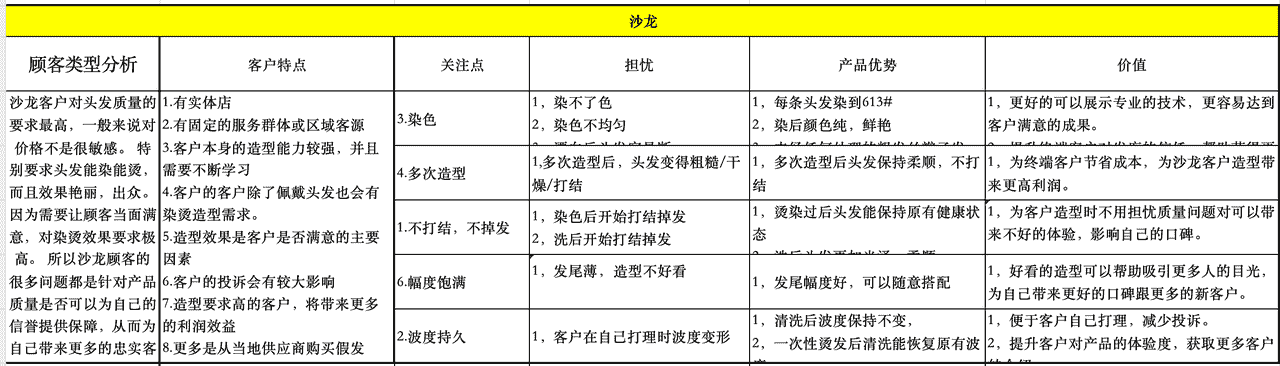 沙龙
顾客类型分析
客户特点
关注点
担忧
产品优势
价值
沙龙客户对头发质量的
要求最高，一般来说对
价格不是很敏感。 特
别要求头发能染能烫，
而且效果艳丽，出众。
因为需要让顾客当面满
意，对染烫效果要求极
高。 所以沙龙顾客的
很多问题都是针对产品
质量是否可以为自己的
信誉提供保障，从而为
自己带来更多的忠实客
1.有实体店
2.有固定的服务群体或区域客源
3.客户本身的造型能力较强，并且
需要不断学习
4.客户的客户除了佩戴头发也会有
染烫造型需求。
5.造型效果是客户是否满意的主要
因素
6.客户的投诉会有较大影响
7.造型要求高的客户，将带来更多
的利润效益
8.更多是从当地供应商购买假发
3.染色
1，染不了色
2，染色不均匀
1，每条头发染到613#
2，染后颜色纯，鲜艳
1，更好的可以展示专业的技术，更容易达到
客户满意的成果。
4.多次造型
1,多次造型后，头发变得粗糙/干
燥/打结
1，多次造型后头发保持柔顺，不打
结
1，为终端客户节省成本，为沙龙客户造型带
来更高利润。
1.不打结，不掉发
1，染色后开始打结掉发
2，洗后开始打结掉发
1，烫染过后头发能保持原有健康状
态
1，为客户造型时不用担忧质量问题对可以带
来不好的体验，影响自己的口碑。
6.幅度饱满
1，发尾薄，造型不好看
1，发尾幅度好，可以随意搭配
1，好看的造型可以帮助吸引更多人的目光，
为自己带来更好的口碑跟更多的新客户。
2.波度持久
1，客户在自己打理时波度变形
1，清洗后波度保持不变，
2，一次性烫发后清洗能恢复原有波
1，便于客户自己打理，减少投诉。
2，提升客户对产品的体验度，获取更多客户